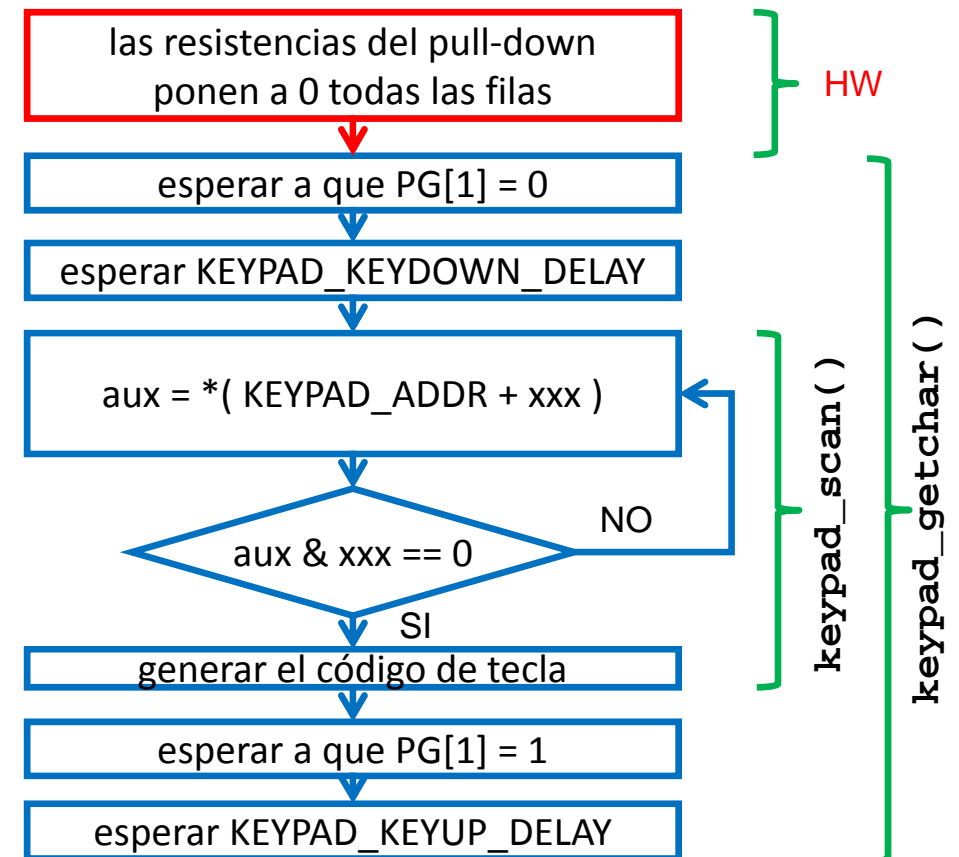 las resistencias del pull-down
ponen a 0 todas las filas
HW
esperar a que PG[1] = 0
esperar KEYPAD_KEYDOWN_DELAY
aux = *( KEYPAD_ADDR + xxx )
aux & xxx == 0
NO
SI
generar el código de tecla
esperar a que PG[1] = 1
esperar KEYPAD_KEYUP_DELAY
keypad_scan()
keypad_getchar()